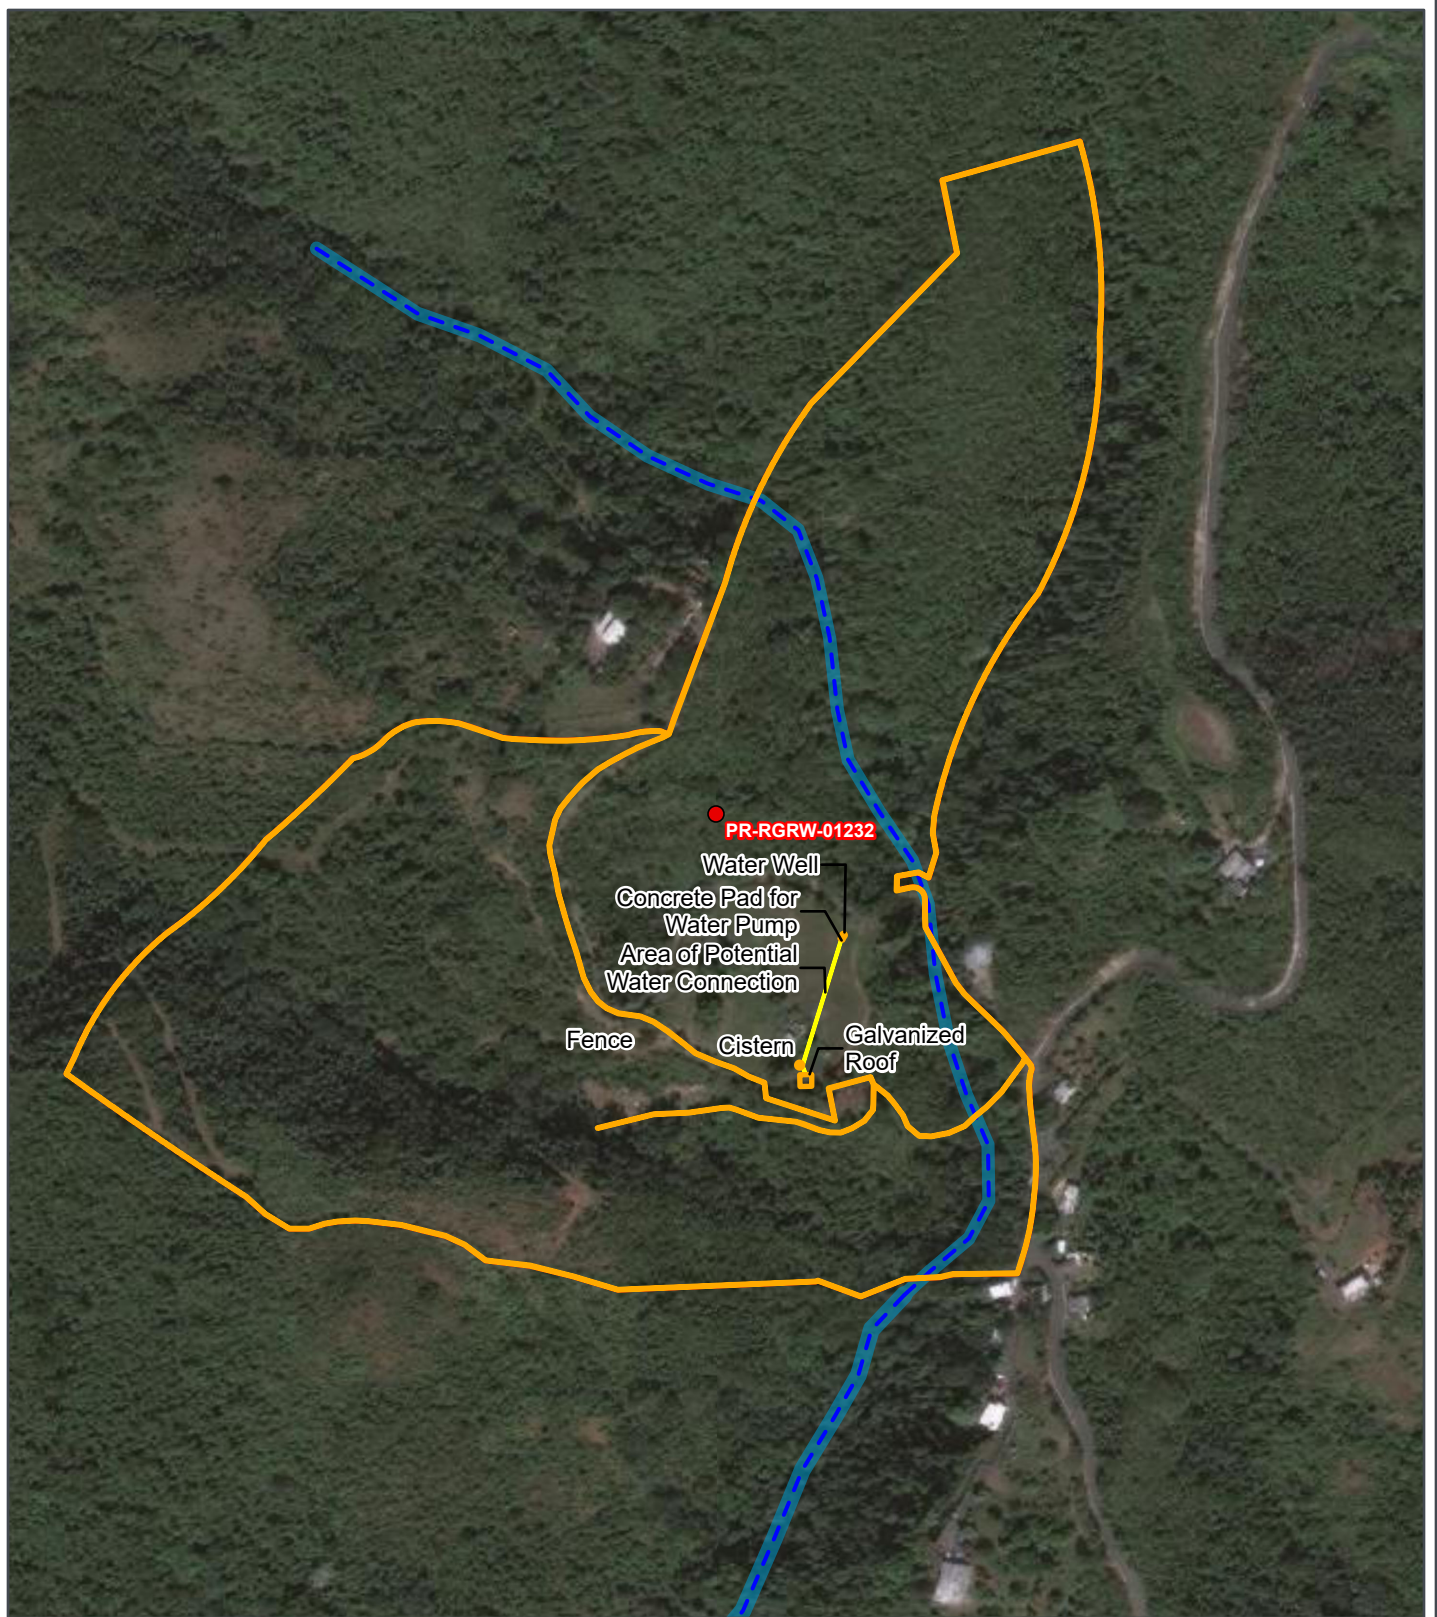 PR-RGRW-01232
Water Well
Concrete Pad for
Water Pump
Area of Potential
Water Connection
Fence
Cistern
Galvanized
Roof